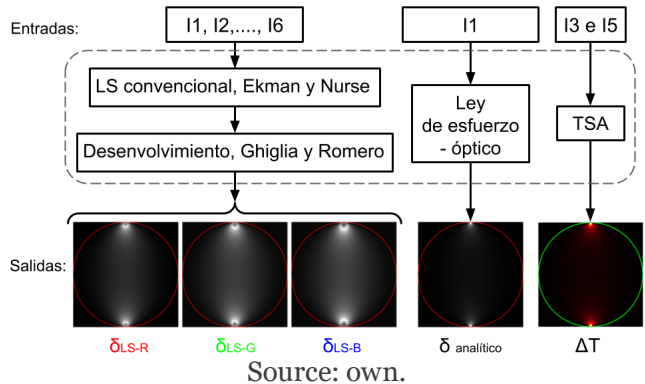 Entradas:
I1, I2,...., I6
I1
I3 e I5
LS convencional, Ekman y Nurse
Ley
de esfuerzo
- óptico
TSA
Desenvolvimiento, Ghiglia y Romero
Salidas:
δLS-R
δLS-G
δLS-B
δ analítico
ΔT
Source: own.